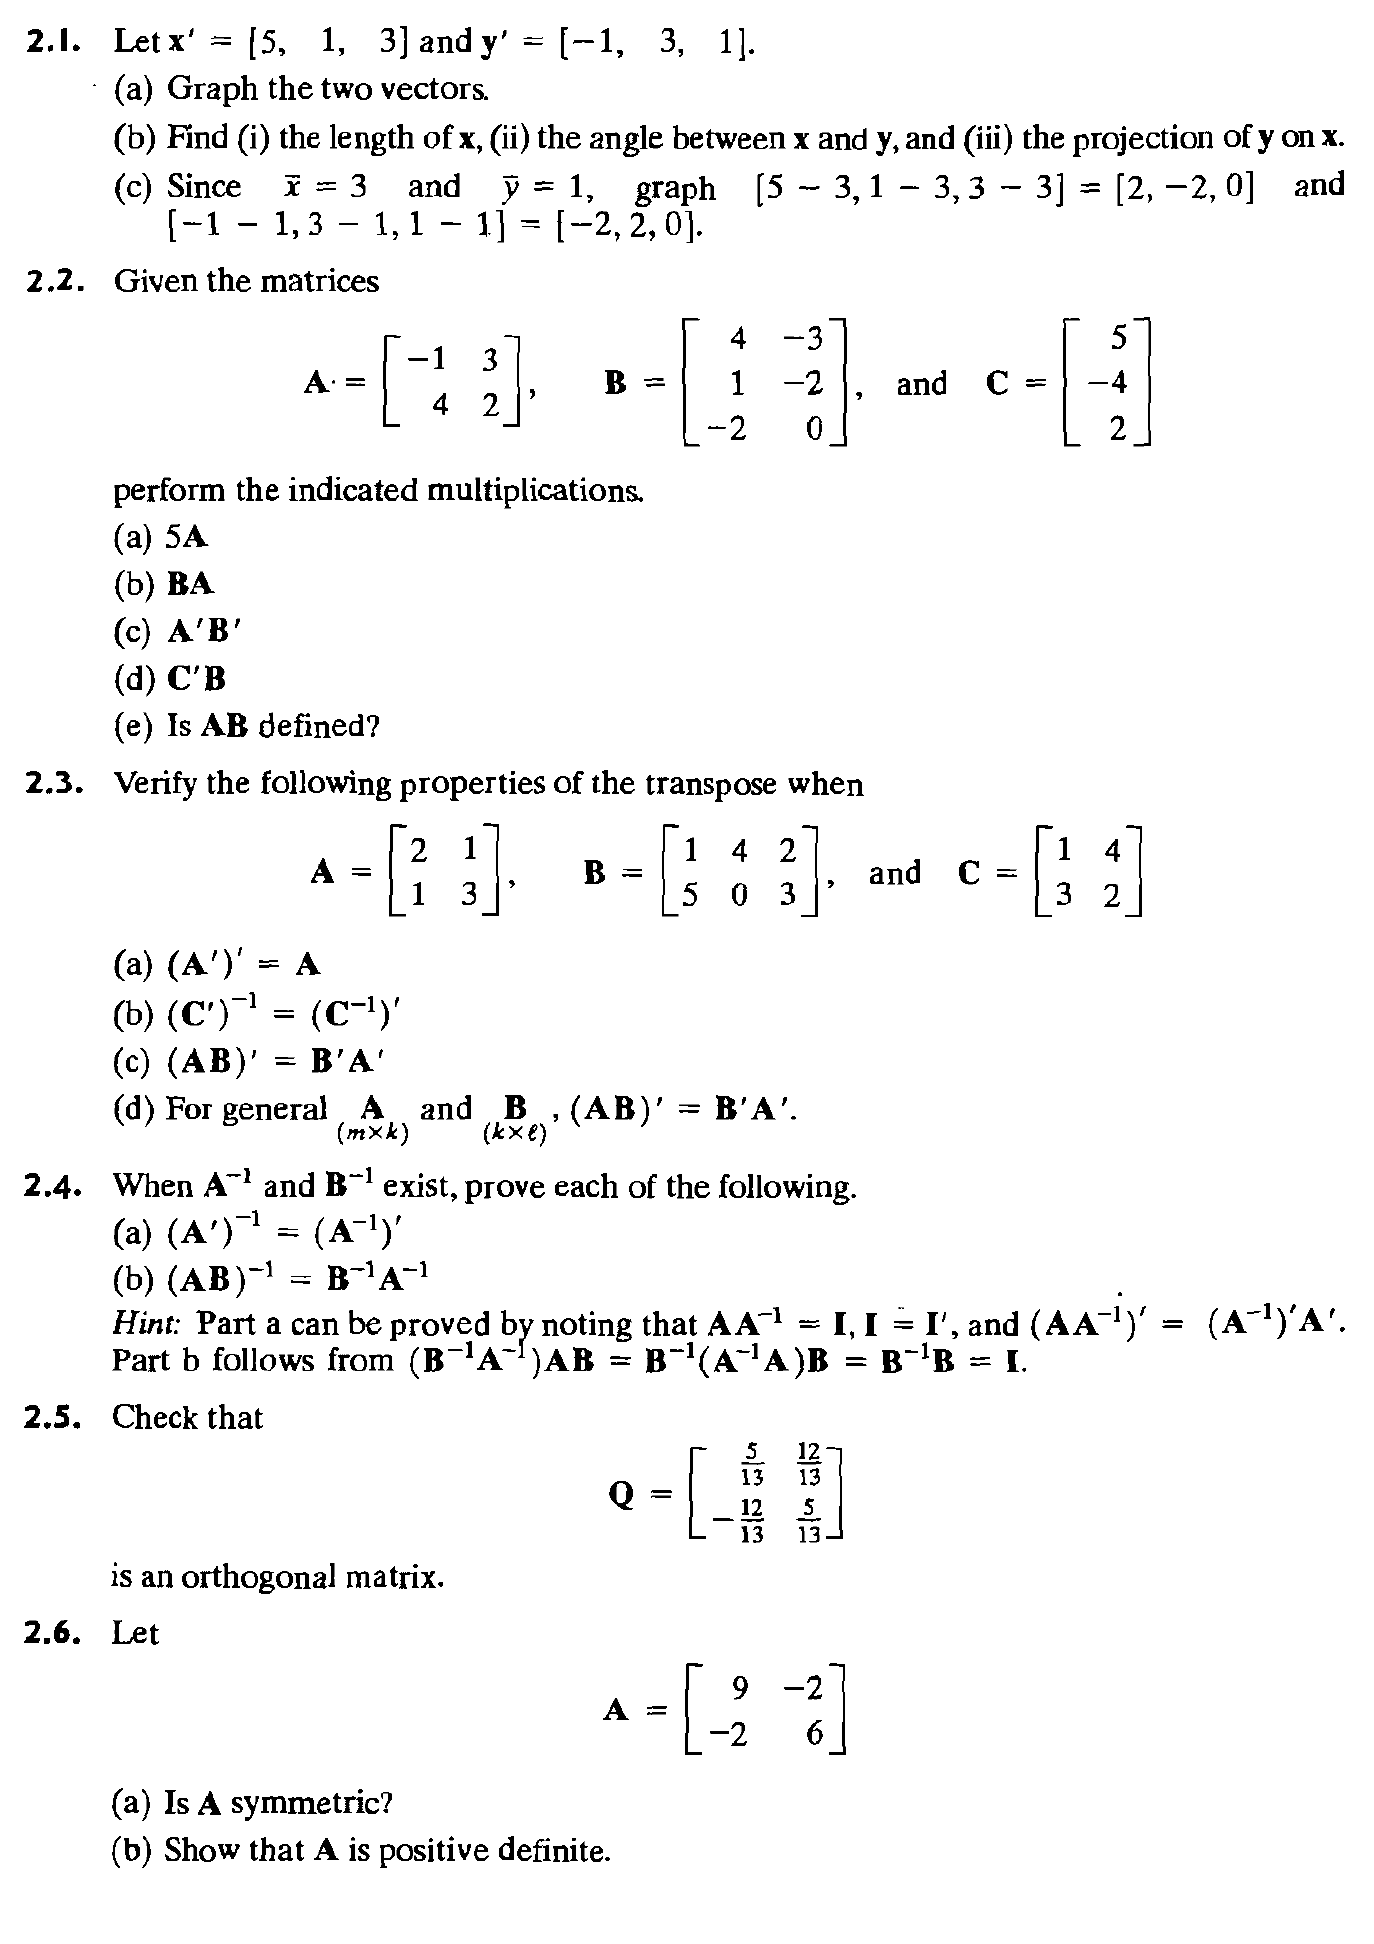 2.1. Let x′ = [5, 1, 3] and y′ = [−1, 3, 1].
(a) Graph the two vectors.
(b) Find (i) the length of x, (ii) the angle between x and y, and (iii) the projection of y on x.
(c) Since x̄ = 3 and ȳ = 1, graph [5 − 3, 1 − 3, 3 − 3] = [2, −2, 0] and
[−1 − 1, 3 − 1, 1 − 1] = [−2, 2, 0].
2.2. Given the matrices
A = [−1 3; 4 2], B = [4 −3; 1 −2; −2 0], and C = [5; −4; 2]
perform the indicated multiplications.
(a) 5A
(b) BA
(c) A′B′
(d) C′B
(e) Is AB defined?
2.3. Verify the following properties of the transpose when
A = [2 1; 1 3], B = [1 4 2; 5 0 3], and C = [1 4; 3 2]
(a) (A′)′ = A
(b) (C′)⁻¹ = (C⁻¹)′
(c) (AB)′ = B′A′
(d) For general A (m×k) and B (k×ℓ), (AB)′ = B′A′.
2.4. When A⁻¹ and B⁻¹ exist, prove each of the following.
(a) (A′)⁻¹ = (A⁻¹)′
(b) (AB)⁻¹ = B⁻¹A⁻¹
Hint: Part a can be proved by noting that AA⁻¹ = I, I = I′, and (AA⁻¹)′ = (A⁻¹)′A′.
Part b follows from (B⁻¹A⁻¹)AB = B⁻¹(A⁻¹A)B = B⁻¹B = I.
2.5. Check that
Q = [5/13 12/13; −12/13 5/13]
is an orthogonal matrix.
2.6. Let
A = [9 −2; −2 6]
(a) Is A symmetric?
(b) Show that A is positive definite.